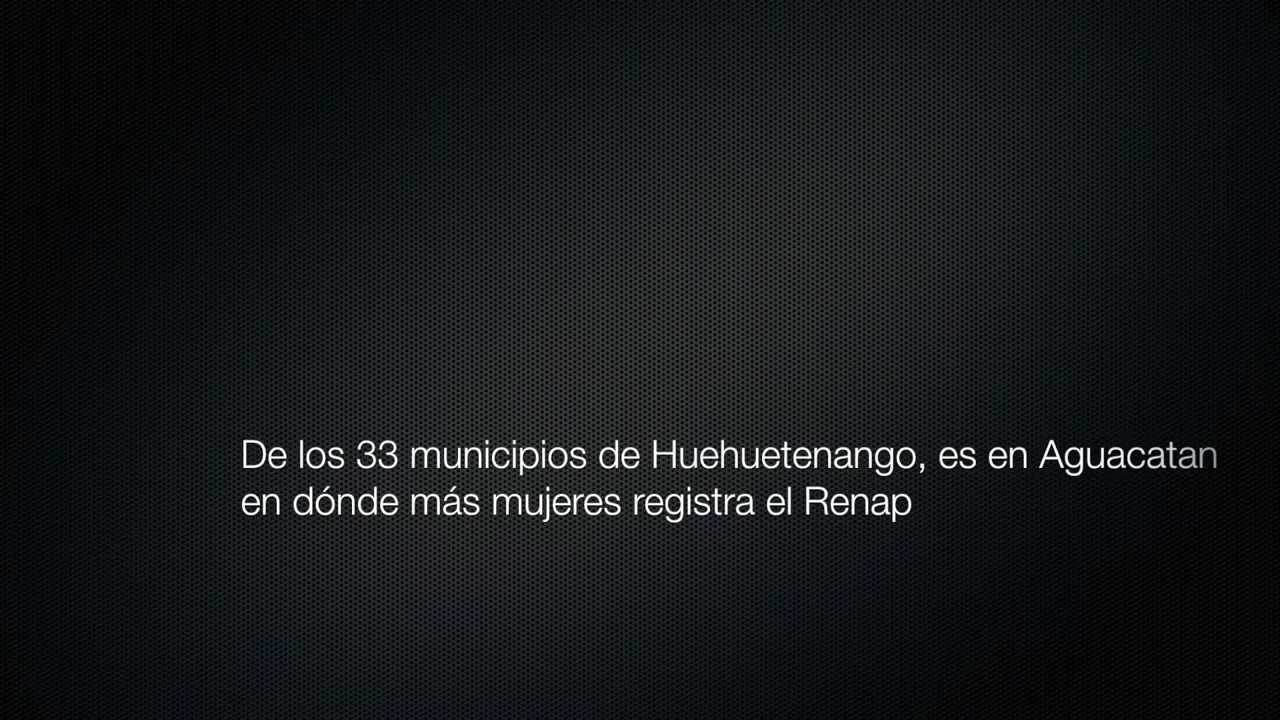 De los 33 municipios de Huehuetenango, es en Aguacatan
en dónde más mujeres registra el Renap